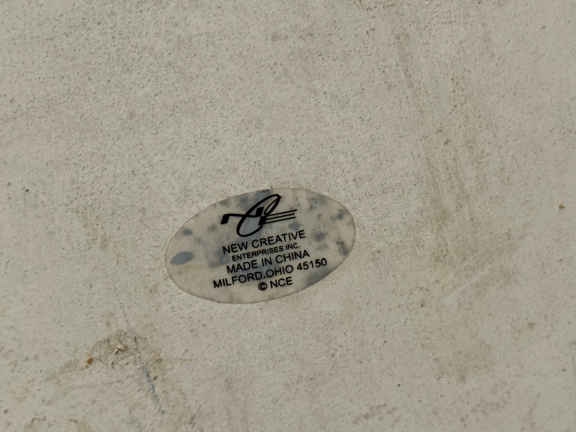 NEW CREATIVE
ENTERPRISES INC.
MADE IN CHINA
MILFORD, OHIO 45150
© NCE